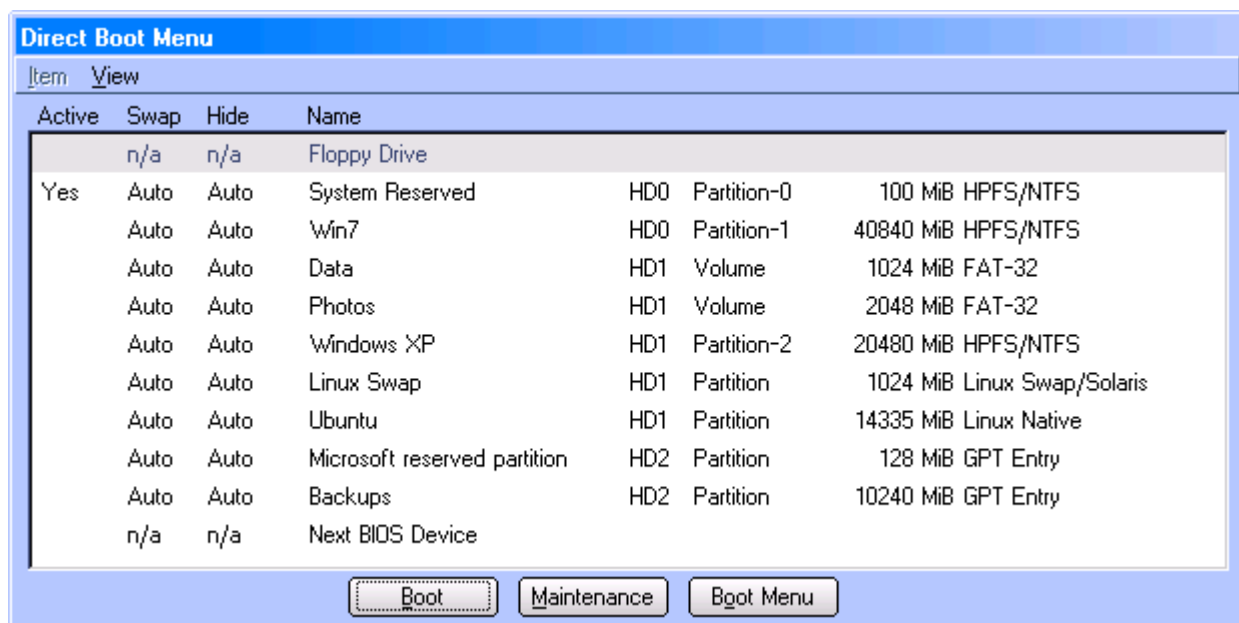 Direct Boot Menu
Item View
Active Swap Hide Name
n/a n/a Floppy Drive
Yes Auto Auto System Reserved HD0 Partition-0 100 MiB HPFS/NTFS
Auto Auto Win7 HD0 Partition-1 40840 MiB HPFS/NTFS
Auto Auto Data HD1 Volume 1024 MiB FAT-32
Auto Auto Photos HD1 Volume 2048 MiB FAT-32
Auto Auto Windows XP HD1 Partition-2 20480 MiB HPFS/NTFS
Auto Auto Linux Swap HD1 Partition 1024 MiB Linux Swap/Solaris
Auto Auto Ubuntu HD1 Partition 14335 MiB Linux Native
Auto Auto Microsoft reserved partition HD2 Partition 128 MiB GPT Entry
Auto Auto Backups HD2 Partition 10240 MiB GPT Entry
n/a n/a Next BIOS Device
Boot Maintenance Boot Menu